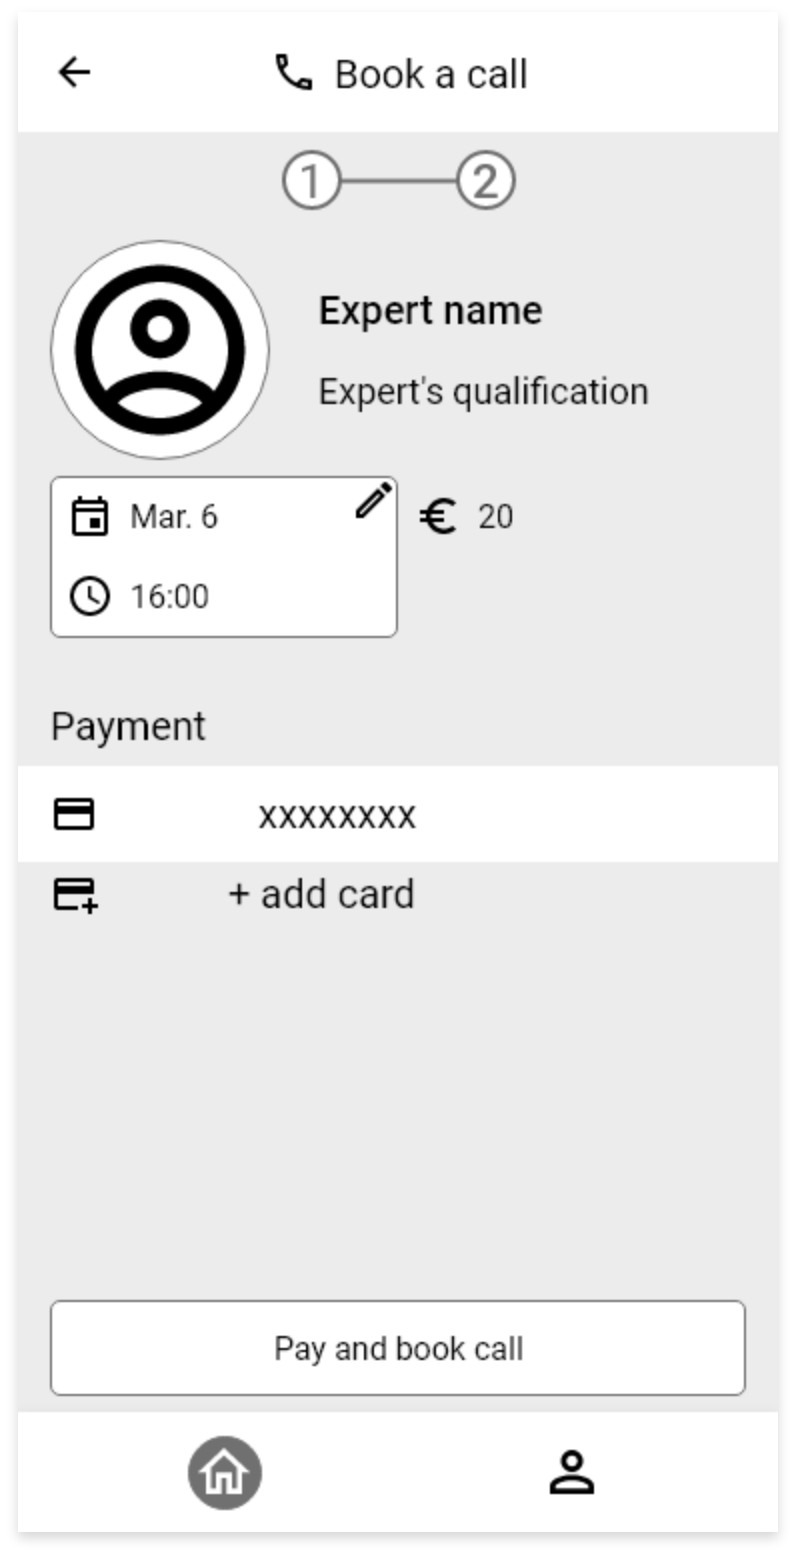 Book a call
1 2
Expert name
Expert's qualification
Mar. 6
€ 20
16:00
Payment
xxxxxxxx
+ add card
Pay and book call